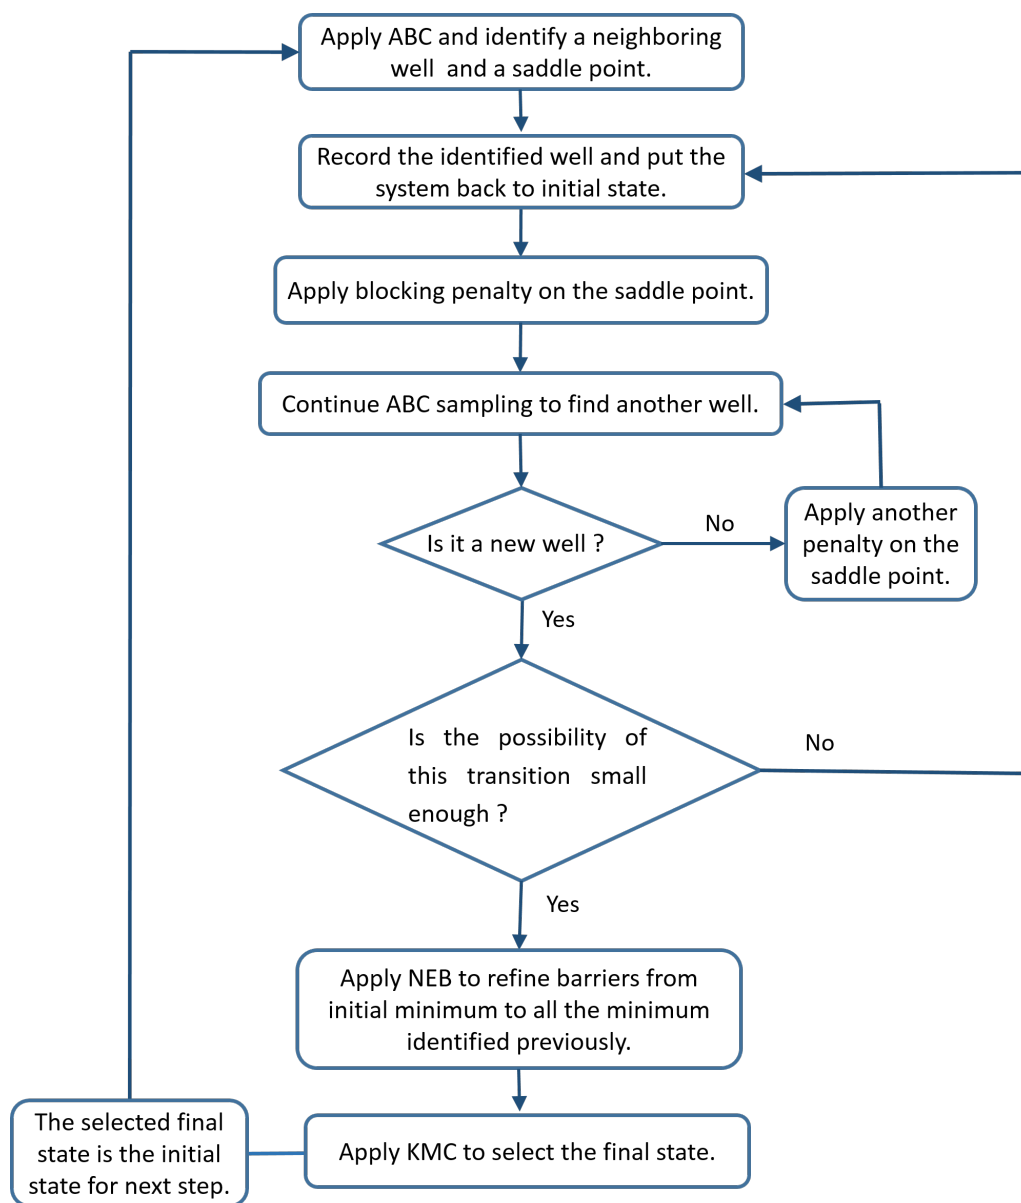 Apply ABC and identify a neighboring
well and a saddle point.
Record the identified well and put the
system back to initial state.
Apply blocking penalty on the saddle point.
Continue ABC sampling to find another well.
Is it a new well ?
No
Apply another
penalty on the
saddle point.
Yes
Is the possibility of
this transition small
enough ?
No
Yes
Apply NEB to refine barriers from
initial minimum to all the minimum
identified previously.
Apply KMC to select the final state.
The selected final
state is the initial
state for next step.